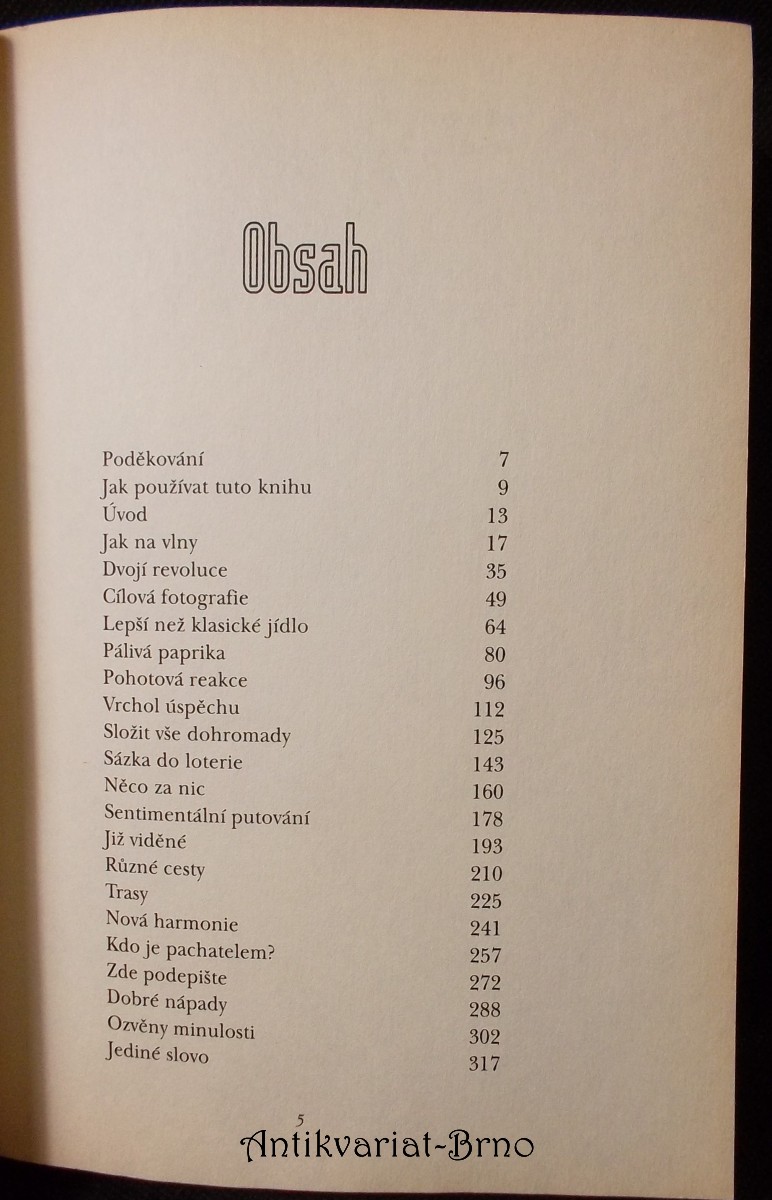 Obsah
Poděkování 7
Jak používat tuto knihu 9
Úvod 13
Jak na vlny 17
Dvojí revoluce 35
Cílová fotografie 49
Lepší než klasické jídlo 64
Pálivá paprika 80
Pohotová reakce 96
Vrchol úspěchu 112
Složit vše dohromady 125
Sázka do loterie 143
Něco za nic 160
Sentimentální putování 178
Již viděné 193
Různé cesty 210
Trasy 225
Nová harmonie 241
Kdo je pachatelem? 257
Zde podepište 272
Dobré nápady 288
Ozvěny minulosti 302
Jediné slovo 317
5
Antikvariat-Brno